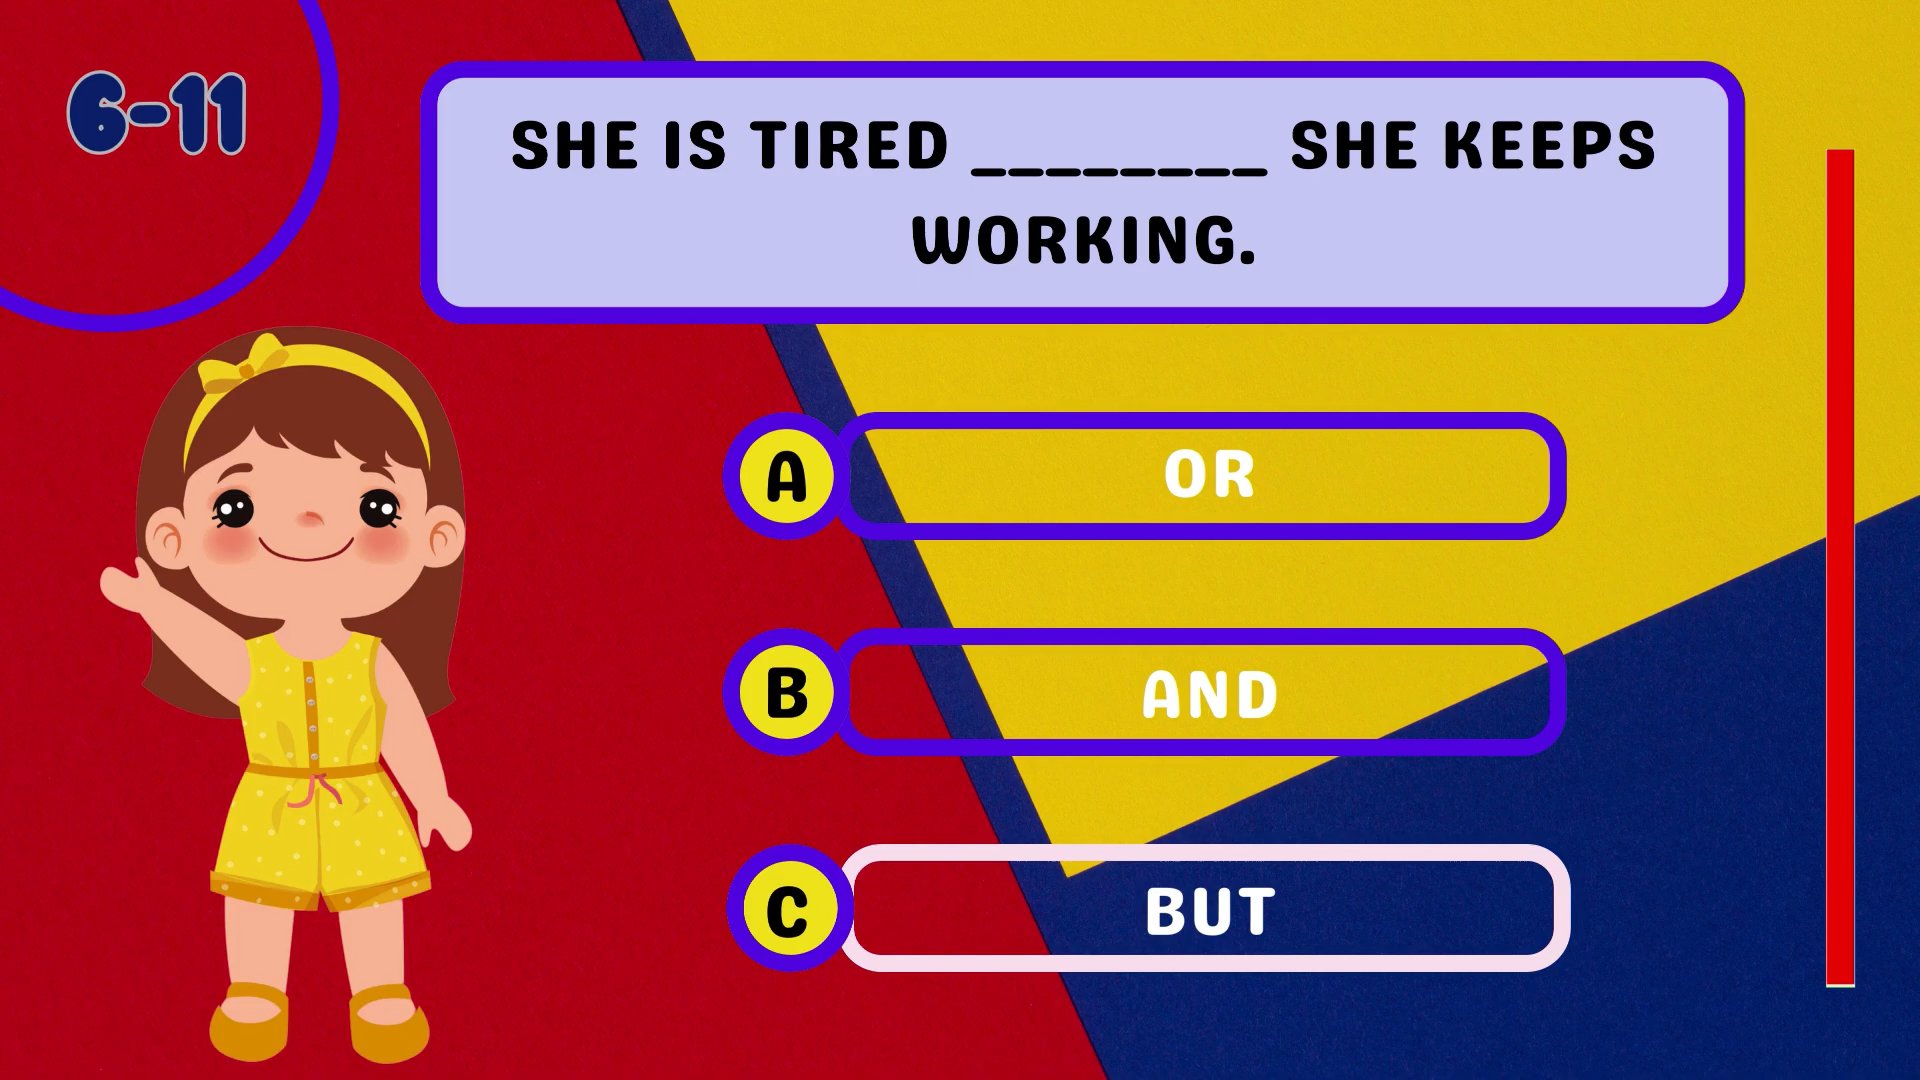 6-11
SHE IS TIRED ________ SHE KEEPS
WORKING.
A OR
B AND
C BUT